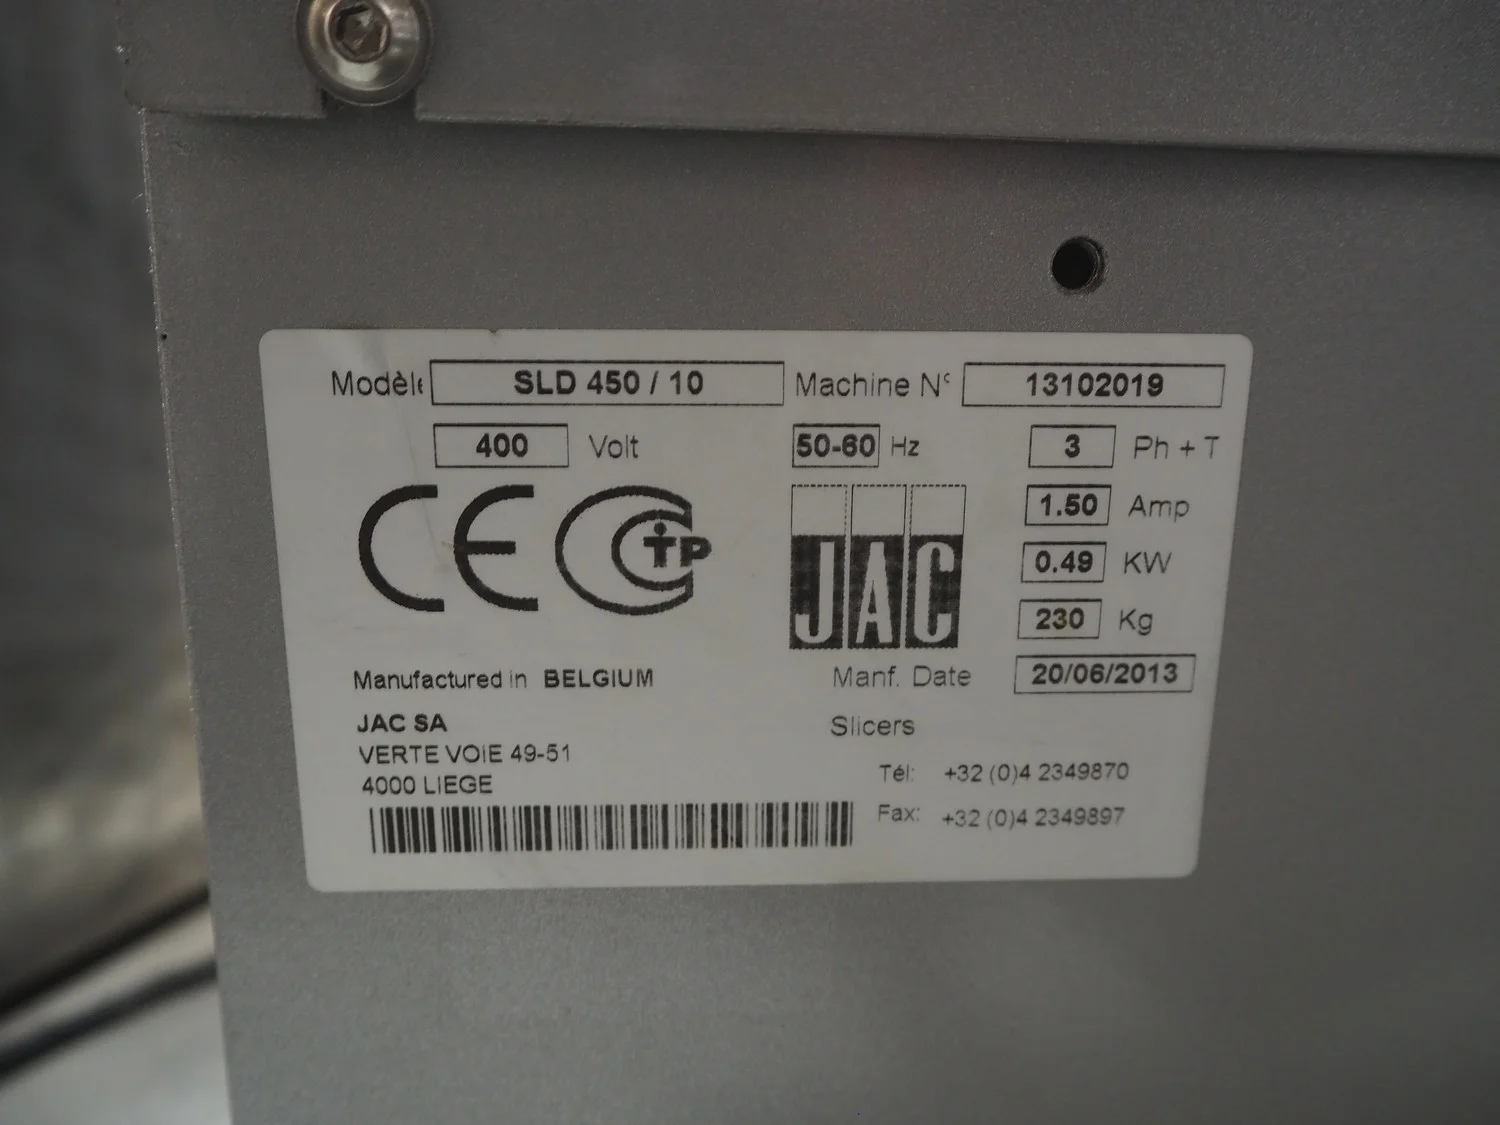 Modèle SLD 450 / 10 Machine N° 13102019
400 Volt 50-60 Hz 3 Ph + T
1.50 Amp
CE TP JAC
0.49 KW
230 Kg
Manufactured in BELGIUM Manf. Date 20/06/2013
JAC SA Slicers
VERTE VOIE 49-51
4000 LIEGE
Tél: +32 (0)4 2349870
Fax: +32 (0)4 2349897